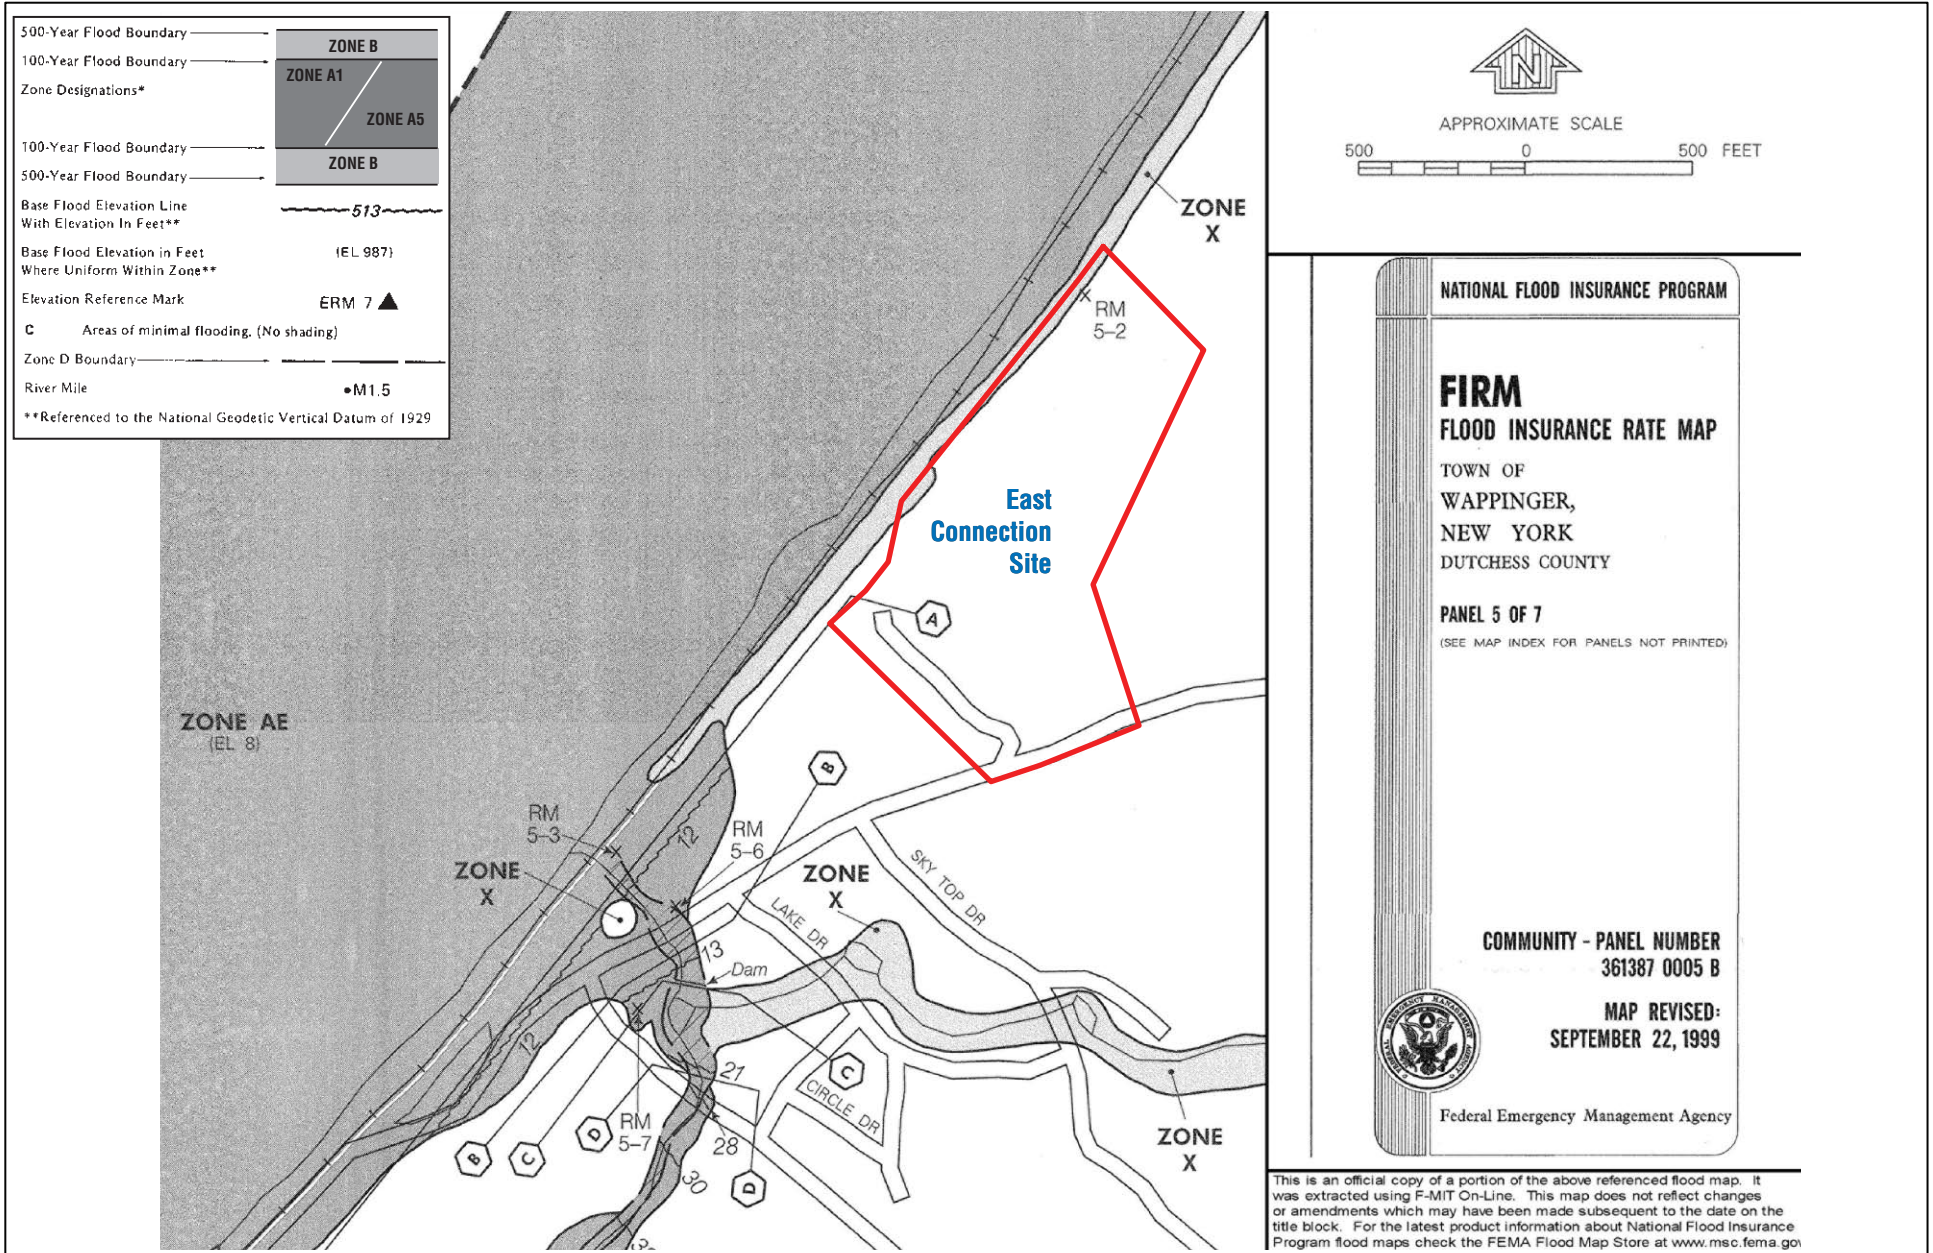 500-Year Flood Boundary
ZONE B
100-Year Flood Boundary
ZONE A1
Zone Designations*
ZONE A5
100-Year Flood Boundary
ZONE B
500-Year Flood Boundary
Base Flood Elevation Line
With Elevation In Feet**
513
Base Flood Elevation in Feet
Where Uniform Within Zone**
(EL 987)
Elevation Reference Mark
ERM 7
C Areas of minimal flooding. (No shading)
Zone D Boundary
River Mile
•M1.5
**Referenced to the National Geodetic Vertical Datum of 1929
ZONE
X
RM
5-2
East
Connection
Site
A
ZONE AE
(EL 8)
B
RM
5-3
12
RM
5-6
ZONE
X
ZONE
X
SKY TOP DR
LAKE DR
13
Dam
12
21
C
CIRCLE DR
RM
5-7
28
B
C
D
30
D
ZONE
X
N
APPROXIMATE SCALE
500 0 500 FEET
NATIONAL FLOOD INSURANCE PROGRAM
FIRM
FLOOD INSURANCE RATE MAP
TOWN OF
WAPPINGER,
NEW YORK
DUTCHESS COUNTY
PANEL 5 OF 7
(SEE MAP INDEX FOR PANELS NOT PRINTED)
COMMUNITY - PANEL NUMBER
361387 0005 B
MAP REVISED:
SEPTEMBER 22, 1999
Federal Emergency Management Agency
This is an official copy of a portion of the above referenced flood map. It
was extracted using F-MIT On-Line. This map does not reflect changes
or amendments which may have been made subsequent to the date on the
title block. For the latest product information about National Flood Insurance
Program flood maps check the FEMA Flood Map Store at www.msc.fema.gov